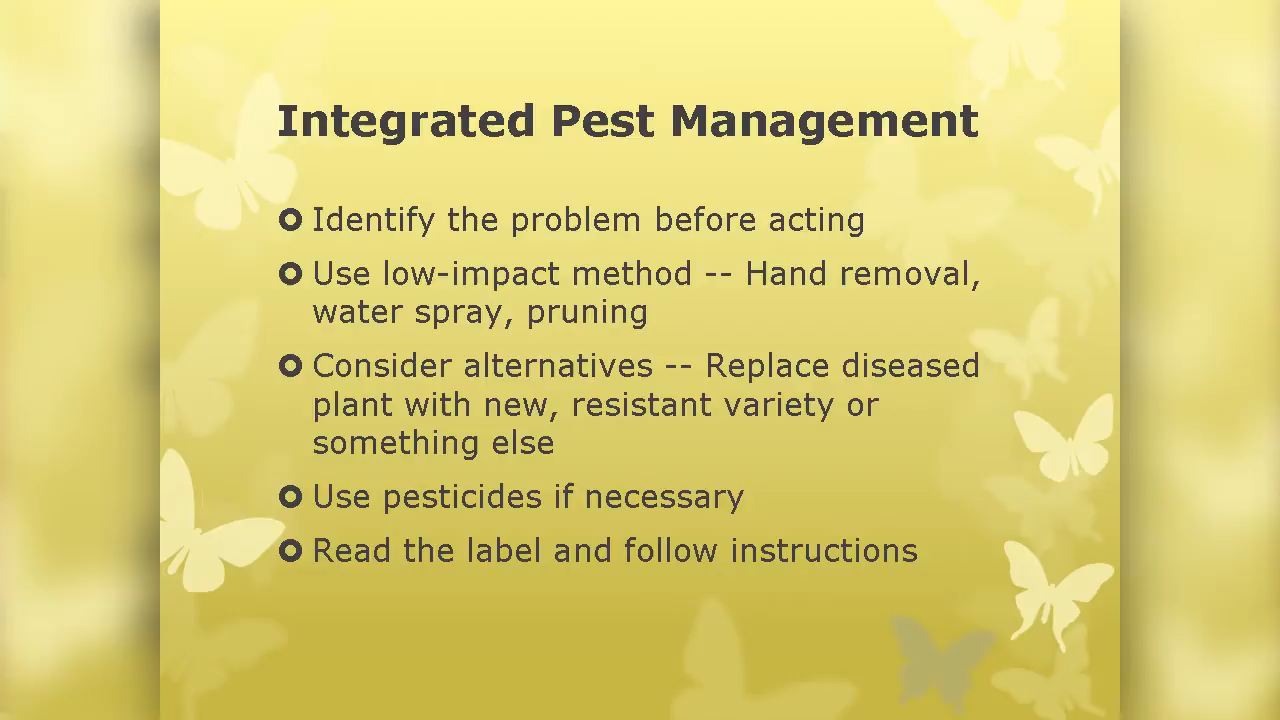 Integrated Pest Management
Identify the problem before acting
Use low-impact method -- Hand removal,
water spray, pruning
Consider alternatives -- Replace diseased
plant with new, resistant variety or
something else
Use pesticides if necessary
Read the label and follow instructions